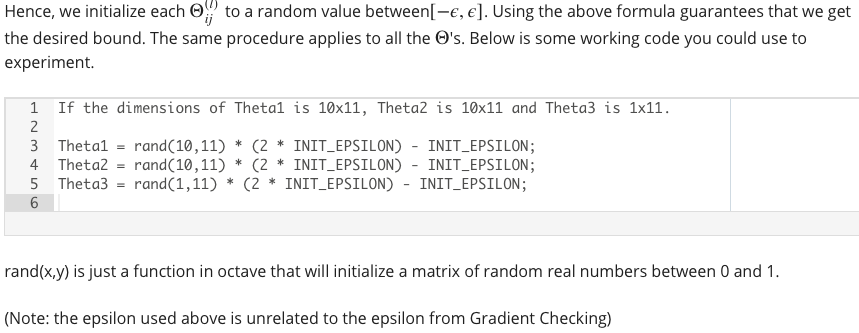 Hence, we initialize each Θ_{ij}^{(l)} to a random value between[−ϵ, ϵ]. Using the above formula guarantees that we get
the desired bound. The same procedure applies to all the Θ's. Below is some working code you could use to
experiment.
1 If the dimensions of Theta1 is 10x11, Theta2 is 10x11 and Theta3 is 1x11.
2
3 Theta1 = rand(10,11) * (2 * INIT_EPSILON) - INIT_EPSILON;
4 Theta2 = rand(10,11) * (2 * INIT_EPSILON) - INIT_EPSILON;
5 Theta3 = rand(1,11) * (2 * INIT_EPSILON) - INIT_EPSILON;
6
rand(x,y) is just a function in octave that will initialize a matrix of random real numbers between 0 and 1.
(Note: the epsilon used above is unrelated to the epsilon from Gradient Checking)